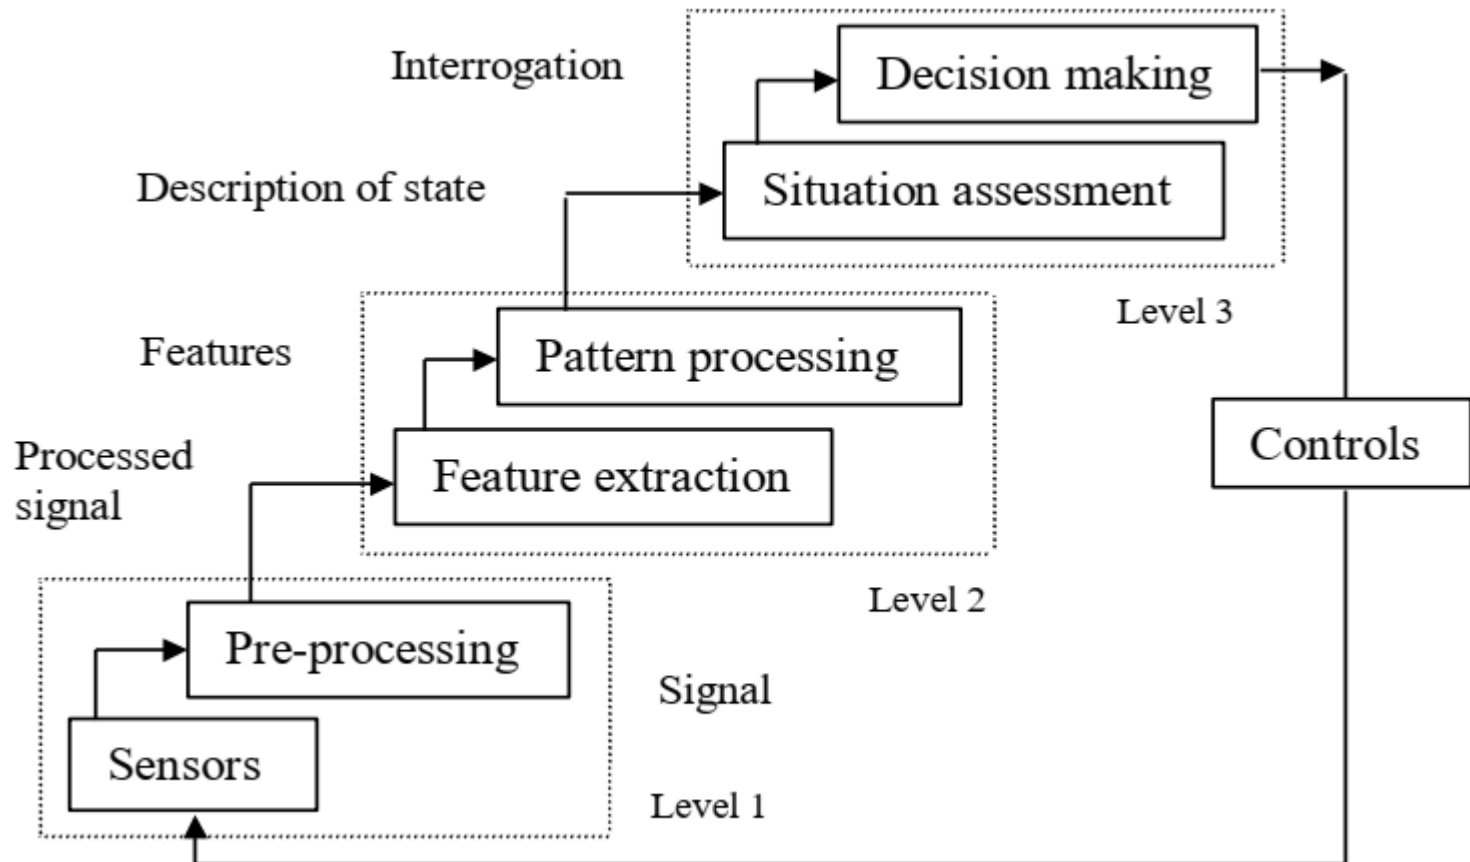 Interrogation
Decision making
Description of state
Situation assessment
Level 3
Features
Pattern processing
Controls
Processed
signal
Feature extraction
Level 2
Pre-processing
Signal
Sensors
Level 1